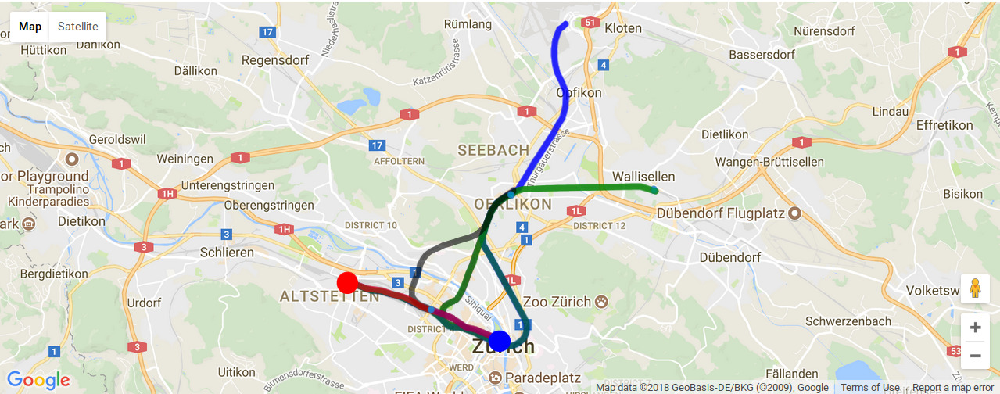 Map
Satellite
17
Niederhaslistra
Rümlang
51
Kloten
Nürensdorf
1
Dänikon
Hüttikon
Regensdorf
Katzenrütistrasse
4
Bassersdorf
Dällikon
Opfikon
1
1
Lindau
Effretikon
Geroldswil
17
Dietlikon
1
1
Weiningen
AFFOLTERN
SEEBACH
Thurgauerstrasse
Wangen-Brüttisellen
1
or Playground
Trampolino
Kinderparadies
Unterengstringen
1H
Wallisellen
Bisikon
Oberengstringen
OERLIKON
1L
Dübendorf Flugplatz
ark
Dietikon
1H
3
DISTRICT 10
4
DISTRICT 12
1
3
Schlieren
Dübendorf
Bergdietikon
3
1L
ALTSTETTEN
Urdorf
Sihlquai
Zoo Zürich
Volketsw
DISTRICT
1
Schwerzenbach
3
Zürich
1
53
Uitikon
WERD
Birmensdorferstrasse
Paradeplatz
Fällanden
Google
Map data ©2018 GeoBasis-DE/BKG (©2009), Google
Terms of Use
Report a map error